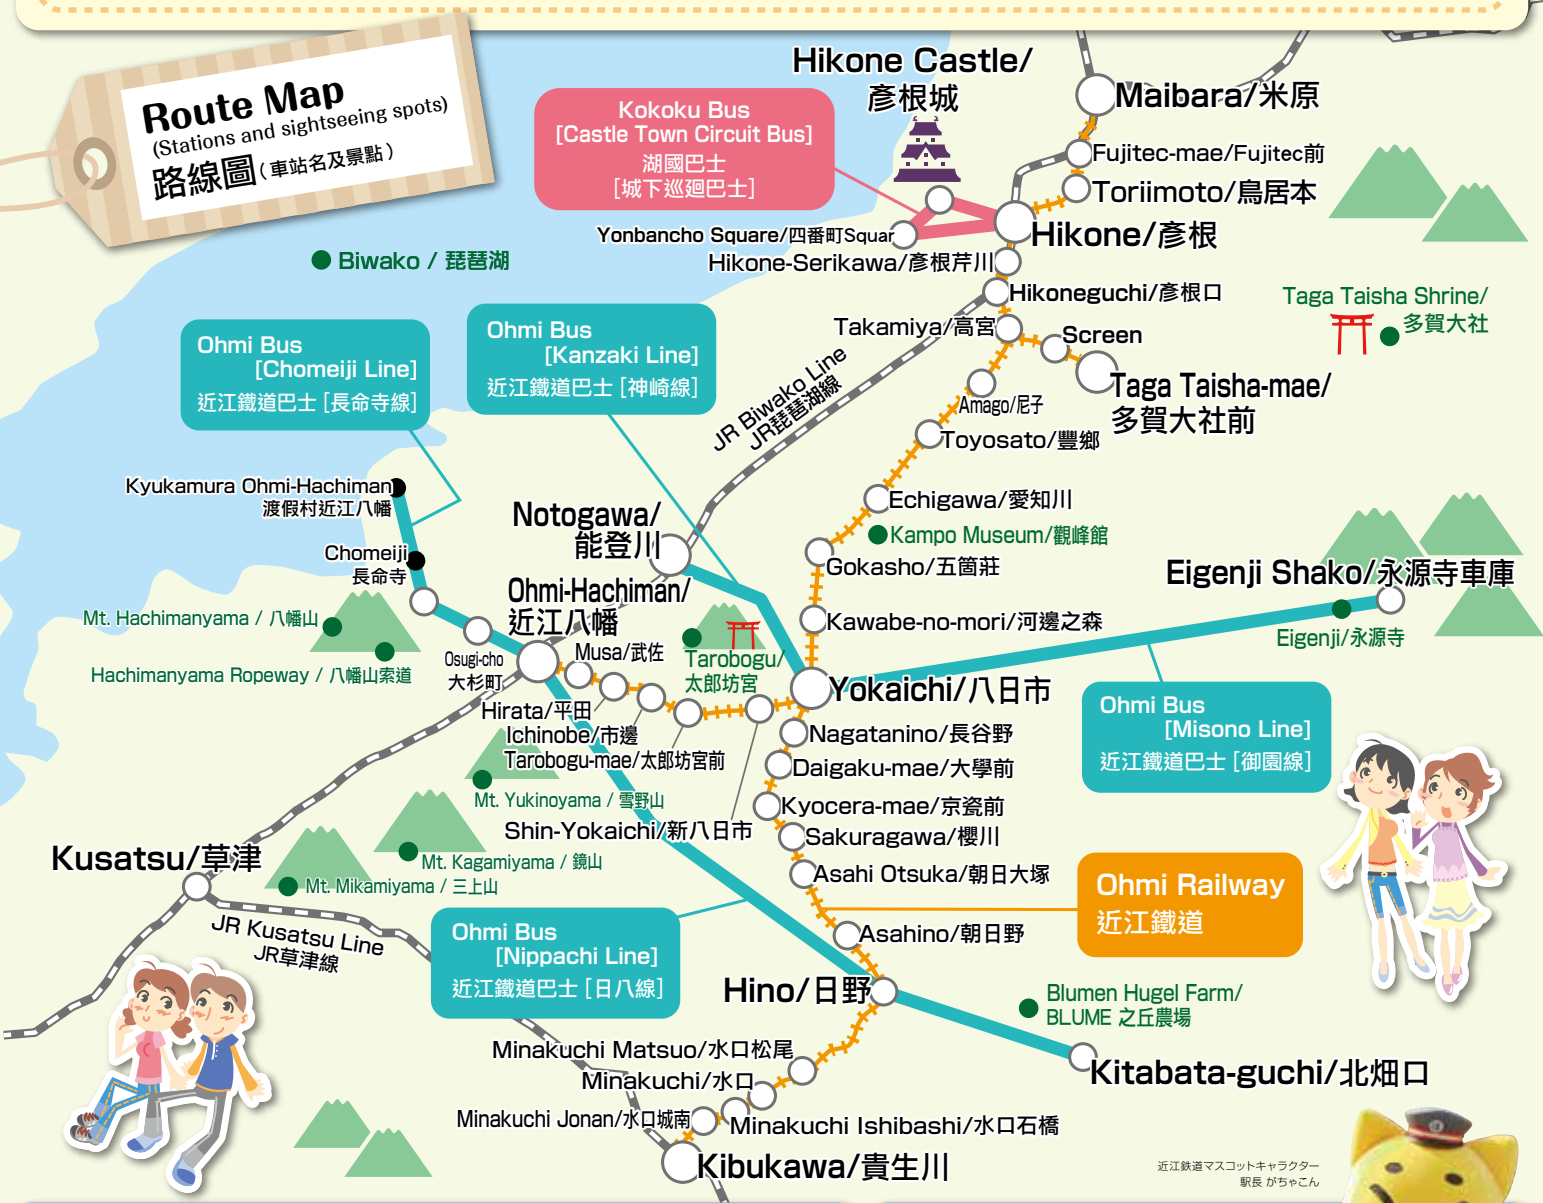 Route Map
(Stations and sightseeing spots)
路線圖(車站名及景點)
Hikone Castle/
彥根城
Maibara/米原
Kokoku Bus
[Castle Town Circuit Bus]
湖國巴士
[城下巡迴巴士]
Fujitec-mae/Fujitec前
Toriimoto/鳥居本
Yonbancho Square/四番町Squar
Hikone/彥根
Biwako / 琵琶湖
Hikone-Serikawa/彥根芹川
Hikoneguchi/彥根口
Taga Taisha Shrine/
多賀大社
Takamiya/高宮
Screen
Ohmi Bus
[Chomeiji Line]
近江鐵道巴士 [長命寺線]
Ohmi Bus
[Kanzaki Line]
近江鐵道巴士 [神崎線]
JR Biwako Line
JR琵琶湖線
Taga Taisha-mae/
多賀大社前
Amago/尼子
Toyosato/豐鄉
Kyukamura Ohmi-Hachiman
渡假村近江八幡
Echigawa/愛知川
Notogawa/
能登川
Kampo Museum/觀峰館
Chomeiji
長命寺
Gokasho/五箇莊
Eigenji Shako/永源寺車庫
Ohmi-Hachiman/
近江八幡
Mt. Hachimanyama / 八幡山
Kawabe-no-mori/河邊之森
Eigenji/永源寺
Osugi-cho
大杉町
Musa/武佐
Tarobogu/
太郎坊宮
Hachimanyama Ropeway / 八幡山索道
Yokaichi/八日市
Hirata/平田
Ichinobe/市邊
Tarobogu-mae/太郎坊宮前
Nagatanino/長谷野
Ohmi Bus
[Misono Line]
近江鐵道巴士 [御園線]
Daigaku-mae/大學前
Mt. Yukinoyama / 雪野山
Kyocera-mae/京瓷前
Shin-Yokaichi/新八日市
Sakuragawa/櫻川
Kusatsu/草津
Mt. Kagamiyama / 鏡山
Asahi Otsuka/朝日大塚
Mt. Mikamiyama / 三上山
Ohmi Railway
近江鐵道
JR Kusatsu Line
JR草津線
Ohmi Bus
[Nippachi Line]
近江鐵道巴士 [日八線]
Asahino/朝日野
Hino/日野
Blumen Hugel Farm/
BLUME 之丘農場
Minakuchi Matsuo/水口松尾
Kitabata-guchi/北畑口
Minakuchi/水口
Minakuchi Jonan/水口城南
Minakuchi Ishibashi/水口石橋
Kibukawa/貴生川
近江鉄道マスコットキャラクター
駅長 がちゃこん